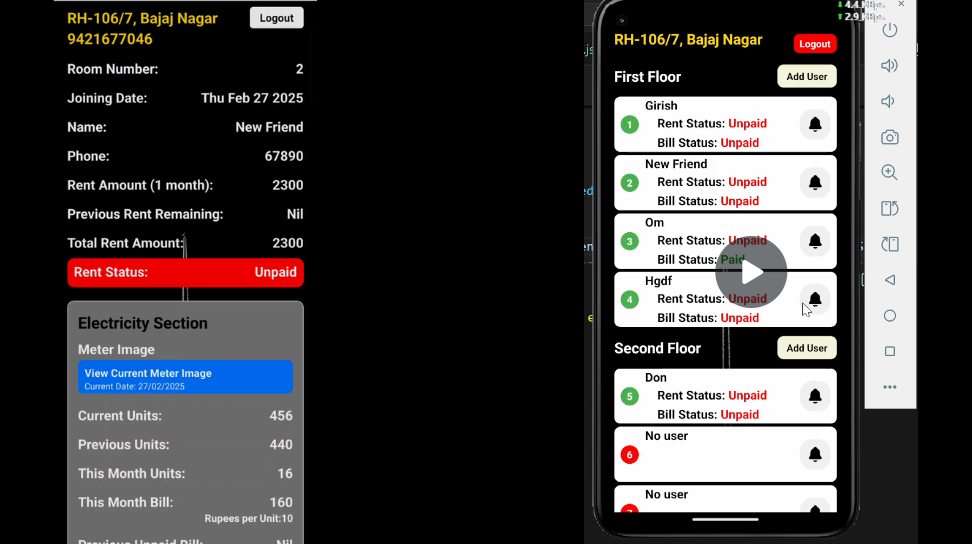 RH-106/7, Bajaj Nagar
9421677046
Logout
Room Number: 2
Joining Date: Thu Feb 27 2025
Name: New Friend
Phone: 67890
Rent Amount (1 month): 2300
Previous Rent Remaining: Nil
Total Rent Amount: 2300
Rent Status: Unpaid
Electricity Section
Meter Image
View Current Meter Image
Current Date: 27/02/2025
Current Units: 456
Previous Units: 440
This Month Units: 16
This Month Bill: 160
Rupees per Unit:10
Previous Unpaid Bill: Nil
RH-106/7, Bajaj Nagar
Logout
First Floor
Add User
Girish
1
Rent Status: Unpaid
Bill Status: Unpaid
New Friend
2
Rent Status: Unpaid
Bill Status: Unpaid
Om
3
Rent Status: Unpaid
Bill Status: Paid
Hgdf
4
Rent Status: Unpaid
Bill Status: Unpaid
Second Floor
Add User
Don
5
Rent Status: Unpaid
Bill Status: Unpaid
No user
6
No user
7